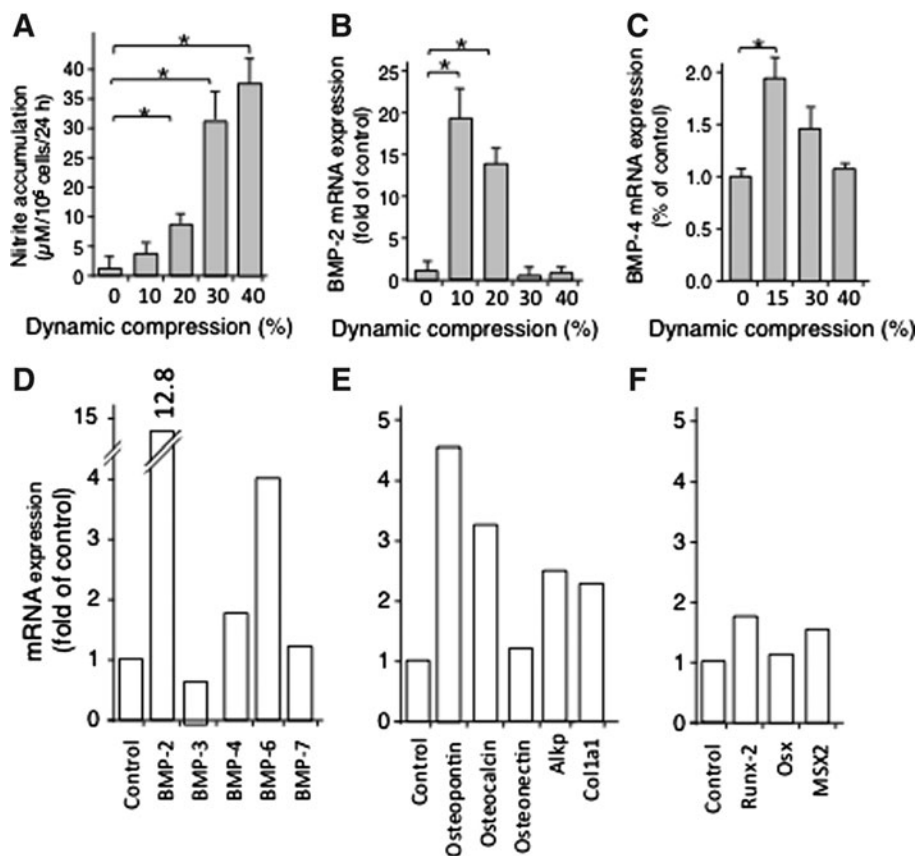 A
Nitrite accumulation
(µM/10⁶ cells/24 h)
40
35
30
25
20
15
10
5
0
*
*
*
0 10 20 30 40
Dynamic compression (%)
B
BMP-2 mRNA expression
(fold of control)
25
20
15
10
5
0
*
*
0 10 20 30 40
Dynamic compression (%)
C
BMP-4 mRNA expression
(% of control)
2.0
1.5
1.0
0.5
0.0
*
0 15 30 40
Dynamic compression (%)
D
mRNA expression
(fold of control)
15
4
3
2
1
0
12.8
Control
BMP-2
BMP-3
BMP-4
BMP-6
BMP-7
E
5
4
3
2
1
0
Control
Osteopontin
Osteocalcin
Osteonectin
Alkp
Col1a1
F
5
4
3
2
1
0
Control
Runx-2
Osx
MSX2